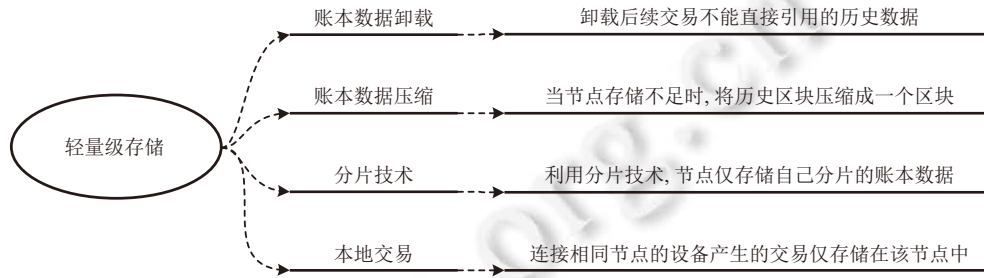 账本数据卸载
卸载后续交易不能直接引用的历史数据
账本数据压缩
当节点存储不足时, 将历史区块压缩成一个区块
轻量级存储
分片技术
利用分片技术, 节点仅存储自己分片的账本数据
本地交易
连接相同节点的设备产生的交易仅存储在该节点中
org.cn